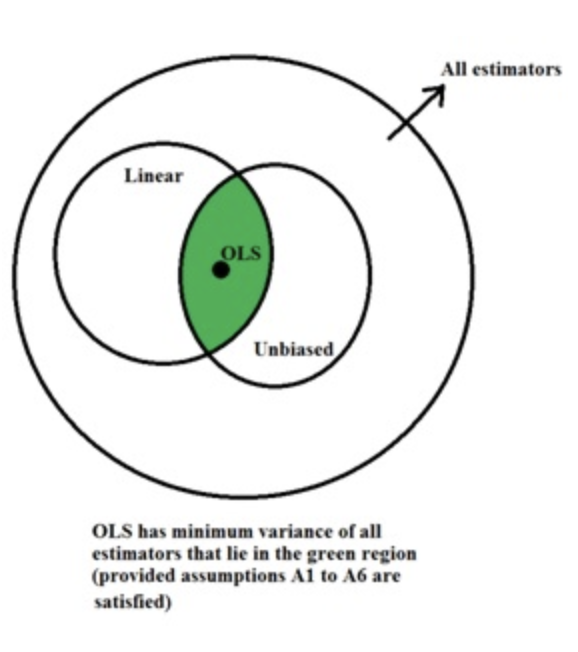 All estimators
Linear
OLS
Unbiased
OLS has minimum variance of all
estimators that lie in the green region
(provided assumptions A1 to A6 are
satisfied)